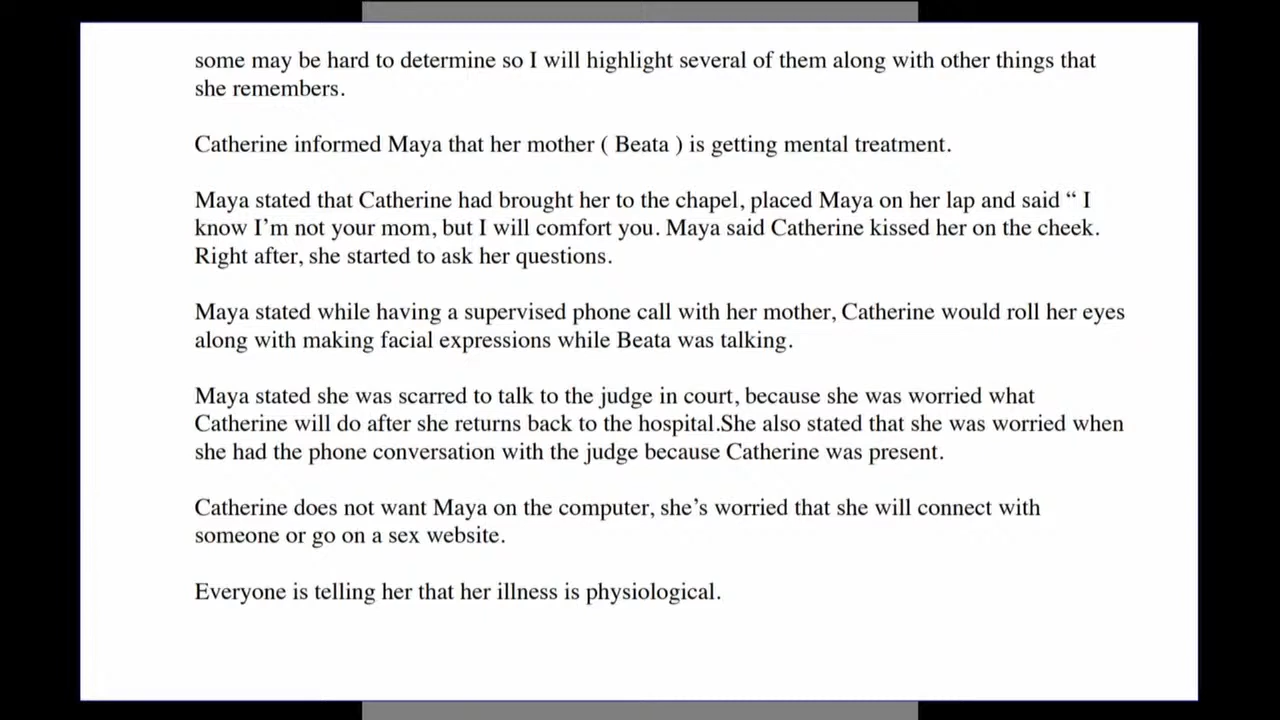 some may be hard to determine so I will highlight several of them along with other things that
she remembers.
Catherine informed Maya that her mother ( Beata ) is getting mental treatment.
Maya stated that Catherine had brought her to the chapel, placed Maya on her lap and said “ I
know I’m not your mom, but I will comfort you. Maya said Catherine kissed her on the cheek.
Right after, she started to ask her questions.
Maya stated while having a supervised phone call with her mother, Catherine would roll her eyes
along with making facial expressions while Beata was talking.
Maya stated she was scarred to talk to the judge in court, because she was worried what
Catherine will do after she returns back to the hospital.She also stated that she was worried when
she had the phone conversation with the judge because Catherine was present.
Catherine does not want Maya on the computer, she’s worried that she will connect with
someone or go on a sex website.
Everyone is telling her that her illness is physiological.